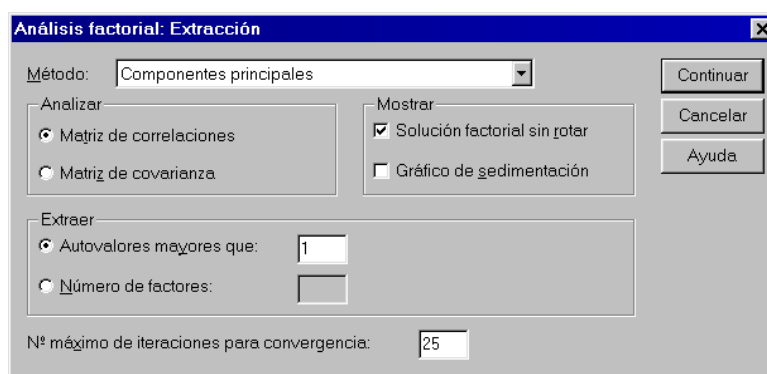 Análisis factorial: Extracción
Método: Componentes principales
Continuar
Analizar
Mostrar
Matriz de correlaciones
Solución factorial sin rotar
Cancelar
Matriz de covarianza
Gráfico de sedimentación
Ayuda
Extraer
Autovalores mayores que: 1
Número de factores:
Nº máximo de iteraciones para convergencia: 25